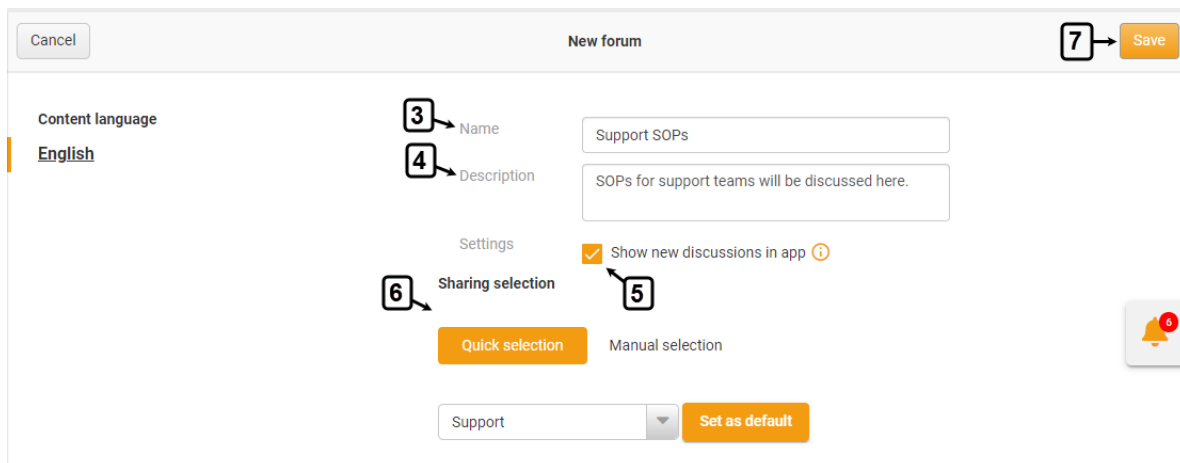 Cancel
New forum
7
Save
Content language
English
3
Name
Support SOPs
4
Description
SOPs for support teams will be discussed here.
Settings
Show new discussions in app
5
Sharing selection
6
Quick selection
Manual selection
6
Support
Set as default